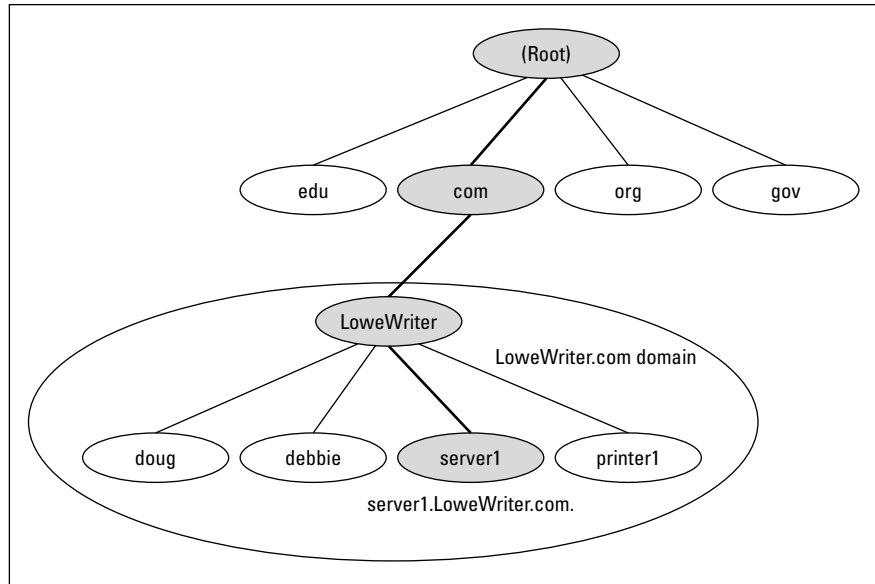 (Root)
edu
com
org
gov
LoweWriter
LoweWriter.com domain
doug
debbie
server1
printer1
server1.LoweWriter.com.